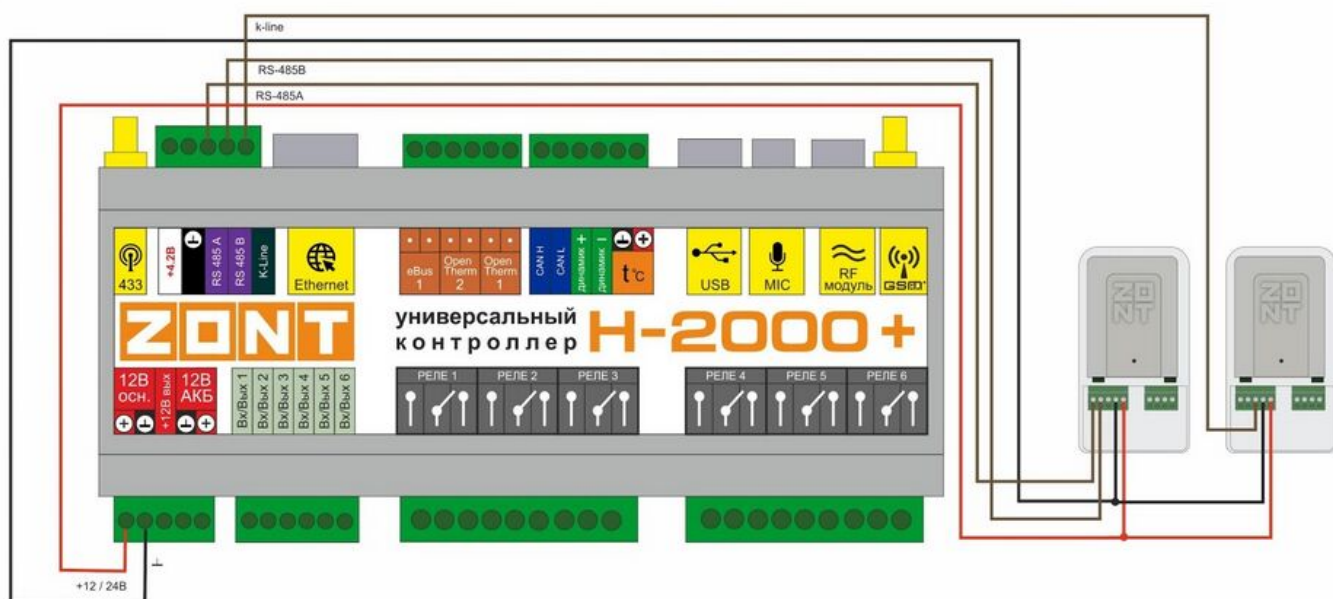 k-line
RS-485B
RS-485A
433
+4.2В
RS 485 A
RS 485 B
K-Line
Ethernet
eBus
1
Open
Therm
2
Open
Therm
1
CAN H
CAN L
динамик +
динамик –
t°C
USB
MIC
RF
модуль
GSM
ZONT
универсальный
контроллер
H-2000+
ZONT
ZONT
12В
осн.
+12В вых
12В
АКБ
Вх/Вых 1
Вх/Вых 2
Вх/Вых 3
Вх/Вых 4
Вх/Вых 5
Вх/Вых 6
РЕЛЕ 1
РЕЛЕ 2
РЕЛЕ 3
РЕЛЕ 4
РЕЛЕ 5
РЕЛЕ 6
+12 / 24В